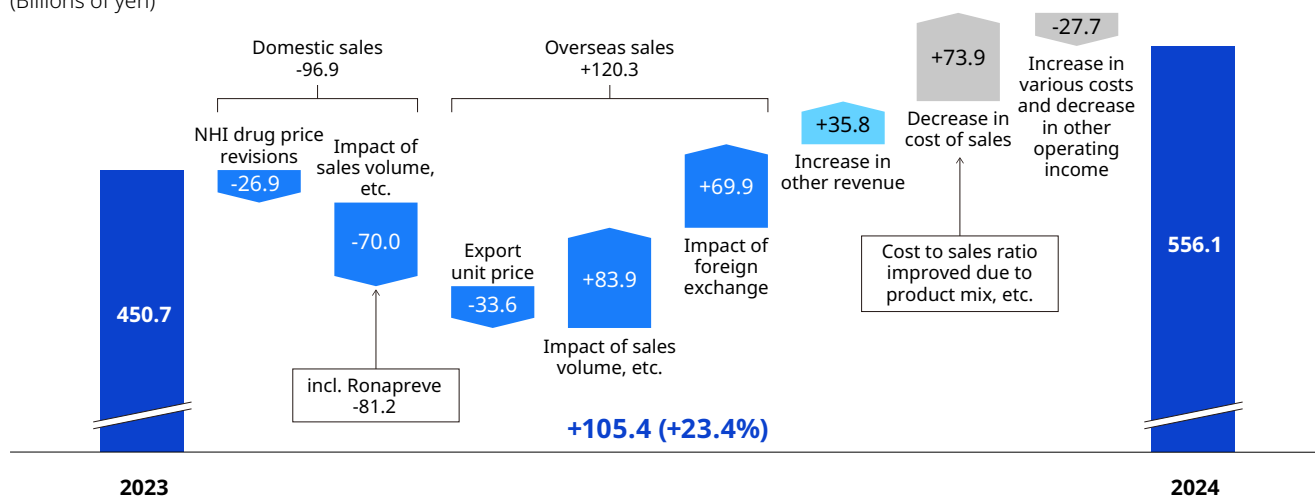 (Billions of yen)
Domestic sales
-96.9
NHI drug price
revisions
-26.9
Impact of
sales volume,
etc.
-70.0
incl. Ronapreve
-81.2
Overseas sales
+120.3
Export
unit price
-33.6
+83.9
Impact of sales
volume, etc.
+69.9
Impact of
foreign
exchange
+35.8
Increase in
other revenue
+73.9
Decrease in
cost of sales
Cost to sales ratio
improved due to
product mix, etc.
-27.7
Increase in
various costs
and decrease
in other
operating
income
450.7
556.1
+105.4 (+23.4%)
2023
2024